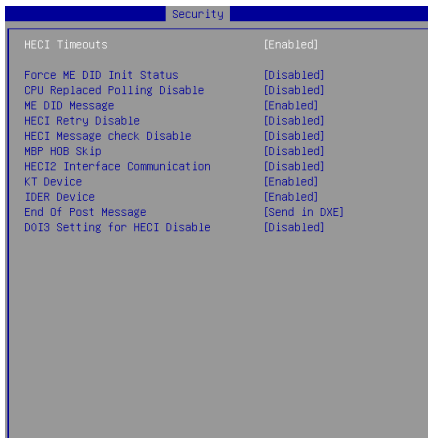 Security
HECI Timeouts [Enabled]
Force ME DID Init Status [Disabled]
CPU Replaced Polling Disable [Disabled]
ME DID Message [Enabled]
HECI Retry Disable [Disabled]
HECI Message check Disable [Disabled]
MBP HOB Skip [Disabled]
HECI2 Interface Communication [Disabled]
KT Device [Enabled]
IDER Device [Enabled]
End Of Post Message [Send in DXE]
D0I3 Setting for HECI Disable [Disabled]